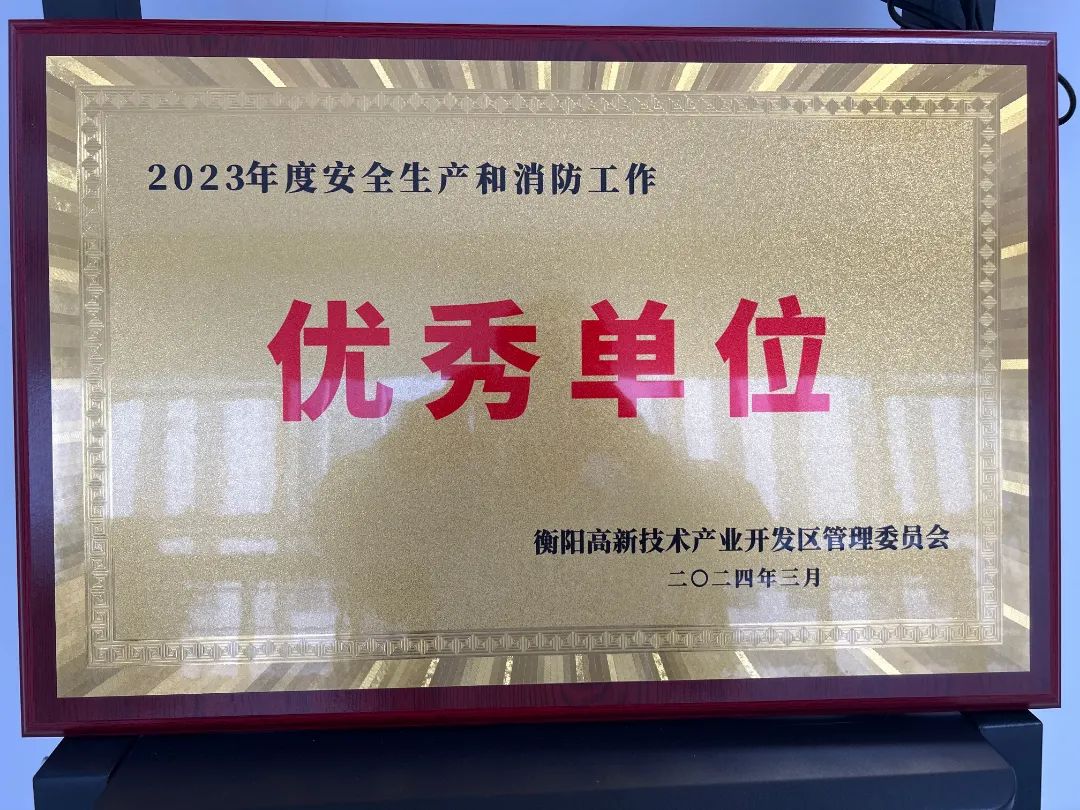 2023年度安全生产和消防工作
优秀单位
衡阳高新技术产业开发区管理委员会
二〇二四年三月